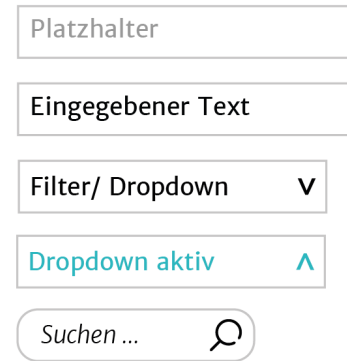 Platzhalter
Eingegebener Text
Filter/ Dropdown
Dropdown aktiv
Suchen ...